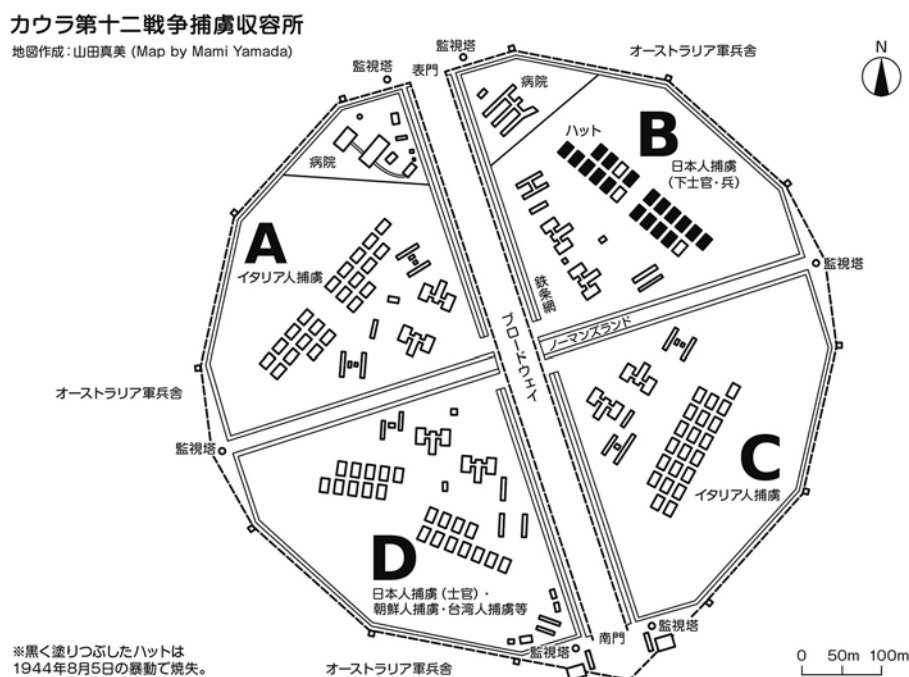 カウラ第十二戦争捕虜収容所
地図作成：山田真美 (Map by Mami Yamada)
監視塔
表門
監視塔
オーストラリア軍兵舎
N
病院
病院
ハット
B
日本人捕虜
（下士官・兵）
A
イタリア人捕虜
鉄条網
監視塔
ブロードウェイ
ノーマンズランド
オーストラリア軍兵舎
監視塔
C
イタリア人捕虜
D
日本人捕虜（士官）・
朝鮮人捕虜・台湾人捕虜等
監視塔
南門
監視塔
オーストラリア軍兵舎
※黒く塗りつぶしたハットは
1944年8月5日の暴動で焼失。
0 50m 100m